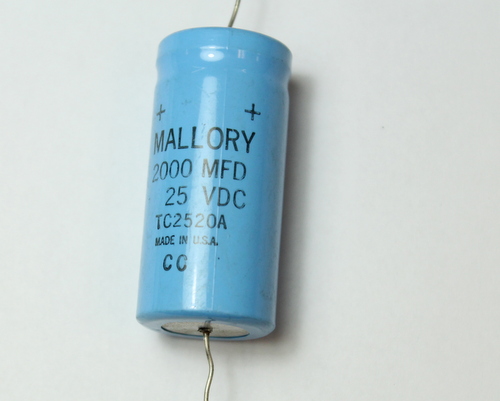 + +
MALLORY
2000 MFD
25 VDC
TC2520A
MADE IN U.S.A.
CC